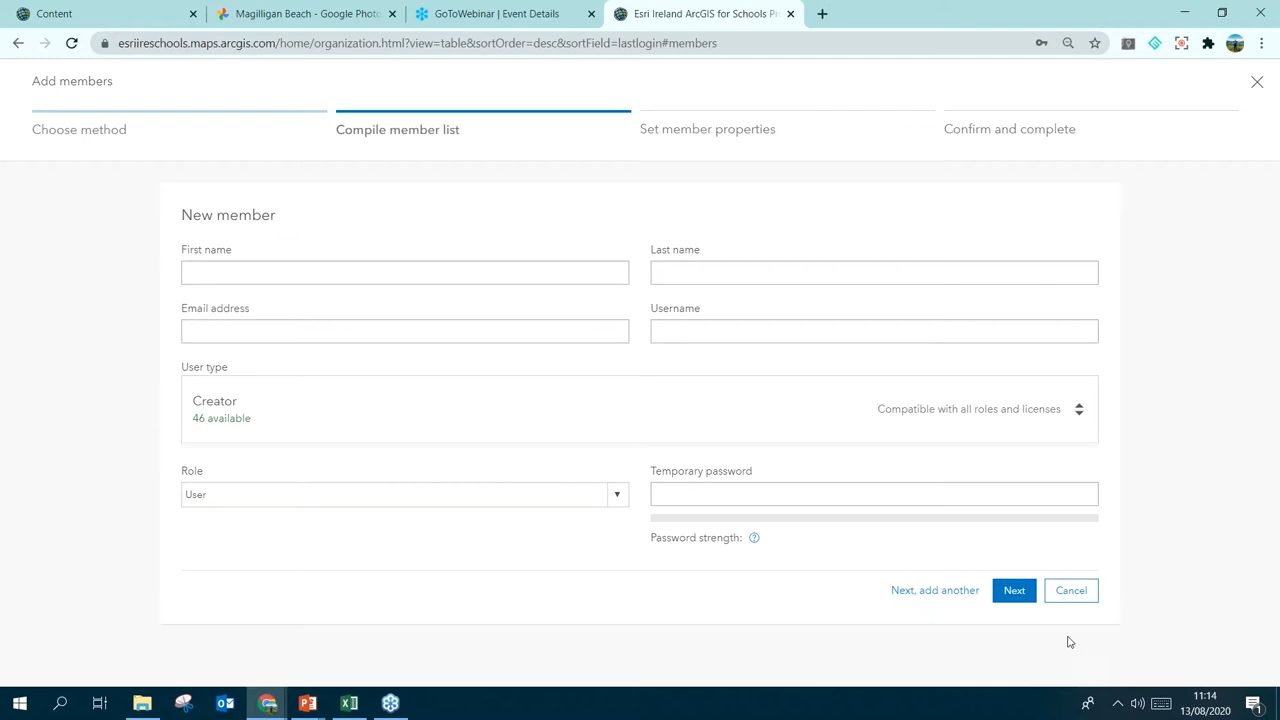 Content
Magilligan Beach - Google Photo
GoToWebinar | Event Details
Esri Ireland ArcGIS for Schools Pr
esriireschools.maps.arcgis.com/home/organization.html?view=table&sortOrder=desc&sortField=lastlogin#members
Add members
Choose method
Compile member list
Set member properties
Confirm and complete
New member
First name
Last name
Email address
Username
User type
Creator
46 available
Compatible with all roles and licenses
Role
Temporary password
User
Password strength:
Next, add another
Next
Cancel
11:14
13/08/2020